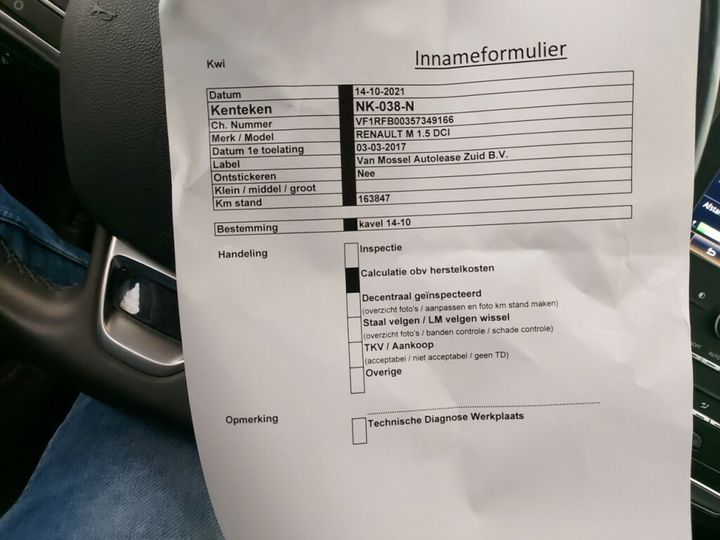 Kwi
Innameformulier
Datum 14-10-2021
Kenteken NK-038-N
Ch. Nummer VF1RFB00357349166
Merk / Model RENAULT M 1.5 DCI
Datum 1e toelating 03-03-2017
Label Van Mossel Autolease Zuid B.V.
Ontstickeren Nee
Klein / middel / groot
Km stand 163847
Bestemming kavel 14-10
Handeling
Inspectie
Calculatie obv herstelkosten
Decentraal geïnspecteerd
(overzicht foto's / aanpassen en foto km stand maken)
Staal velgen / LM velgen wissel
(overzicht foto's / banden controle / schade controle)
TKV / Aankoop
(acceptabel / niet acceptabel / geen TD)
Overige
Opmerking
Technische Diagnose Werkplaats